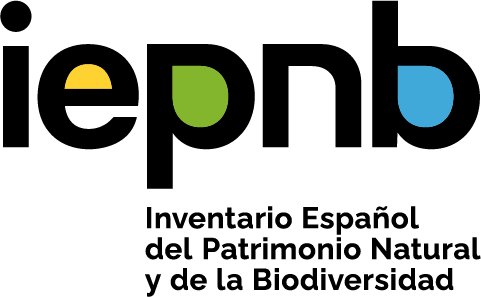 iepnb
Inventario Español
del Patrimonio Natural
y de la Biodiversidad